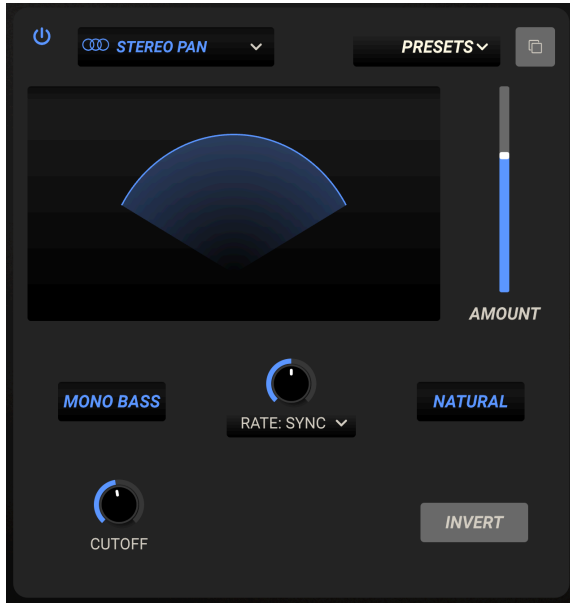 STEREO PAN
PRESETS
AMOUNT
MONO BASS
RATE: SYNC
NATURAL
CUTOFF
INVERT